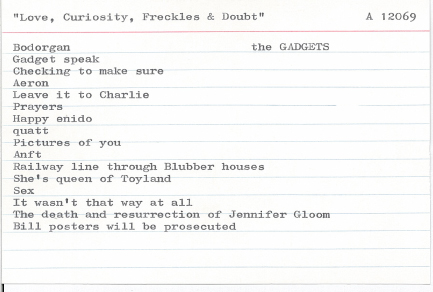 "Love, Curiosity, Freckles & Doubt" A 12069
Bodorgan the GADGETS
Gadget speak
Checking to make sure
Aeron
Leave it to Charlie
Prayers
Happy enido
quatt
Pictures of you
Anft
Railway line through Blubber houses
She's queen of Toyland
Sex
It wasn't that way at all
The death and resurrection of Jennifer Gloom
Bill posters will be prosecuted